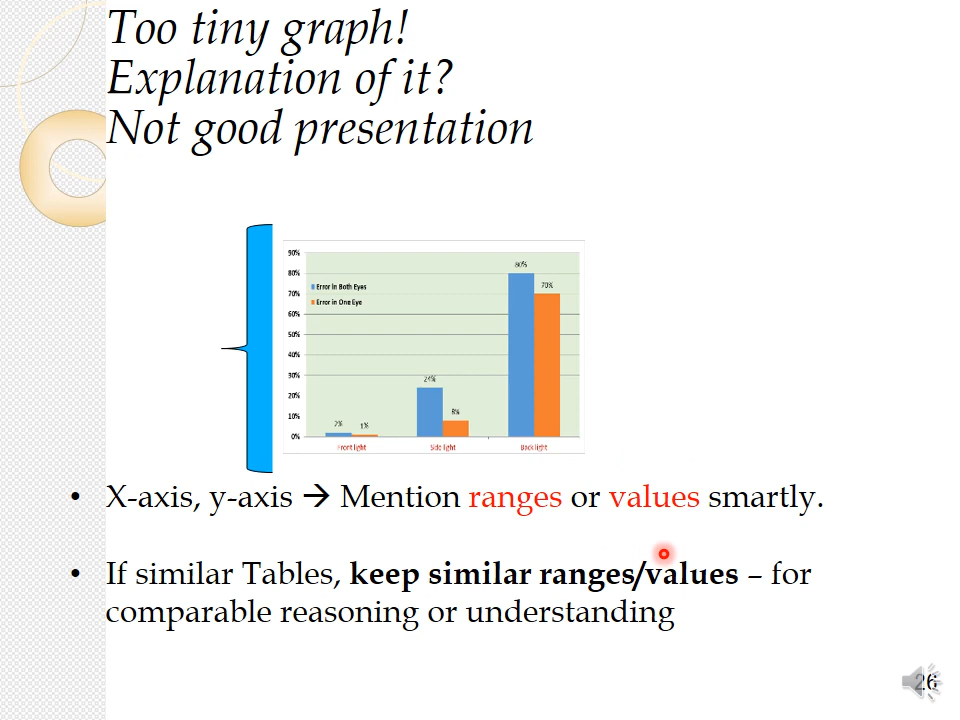 Too tiny graph!
Explanation of it?
Not good presentation
90%
80%
70%
60%
50%
40%
30%
20%
10%
0%
Error in Both Eyes
Error in One Eye
2%
1%
24%
8%
80%
70%
Front light
Side light
Back light
• X-axis, y-axis → Mention ranges or values smartly.
• If similar Tables, keep similar ranges/values – for
comparable reasoning or understanding
26